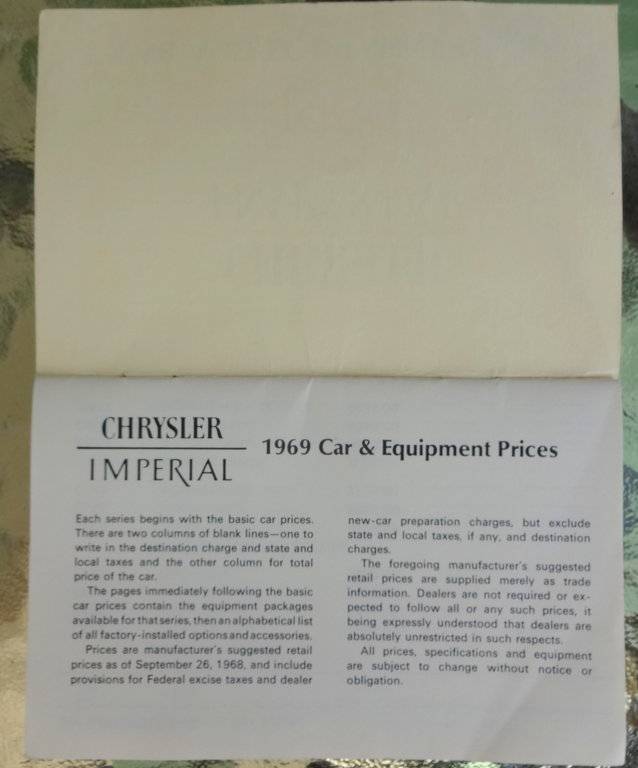 CHRYSLER
IMPERIAL
1969 Car & Equipment Prices
Each series begins with the basic car prices.
There are two columns of blank lines—one to
write in the destination charge and state and
local taxes and the other column for total
price of the car.
The pages immediately following the basic
car prices contain the equipment packages
available for that series, then an alphabetical list
of all factory-installed options and accessories.
Prices are manufacturer's suggested retail
prices as of September 26, 1968, and include
provisions for Federal excise taxes and dealer
new-car preparation charges, but exclude
state and local taxes, if any, and destination
charges.
The foregoing manufacturer's suggested
retail prices are supplied merely as trade
information. Dealers are not required or ex-
pected to follow all or any such prices, it
being expressly understood that dealers are
absolutely unrestricted in such respects.
All prices, specifications and equipment
are subject to change without notice or
obligation.